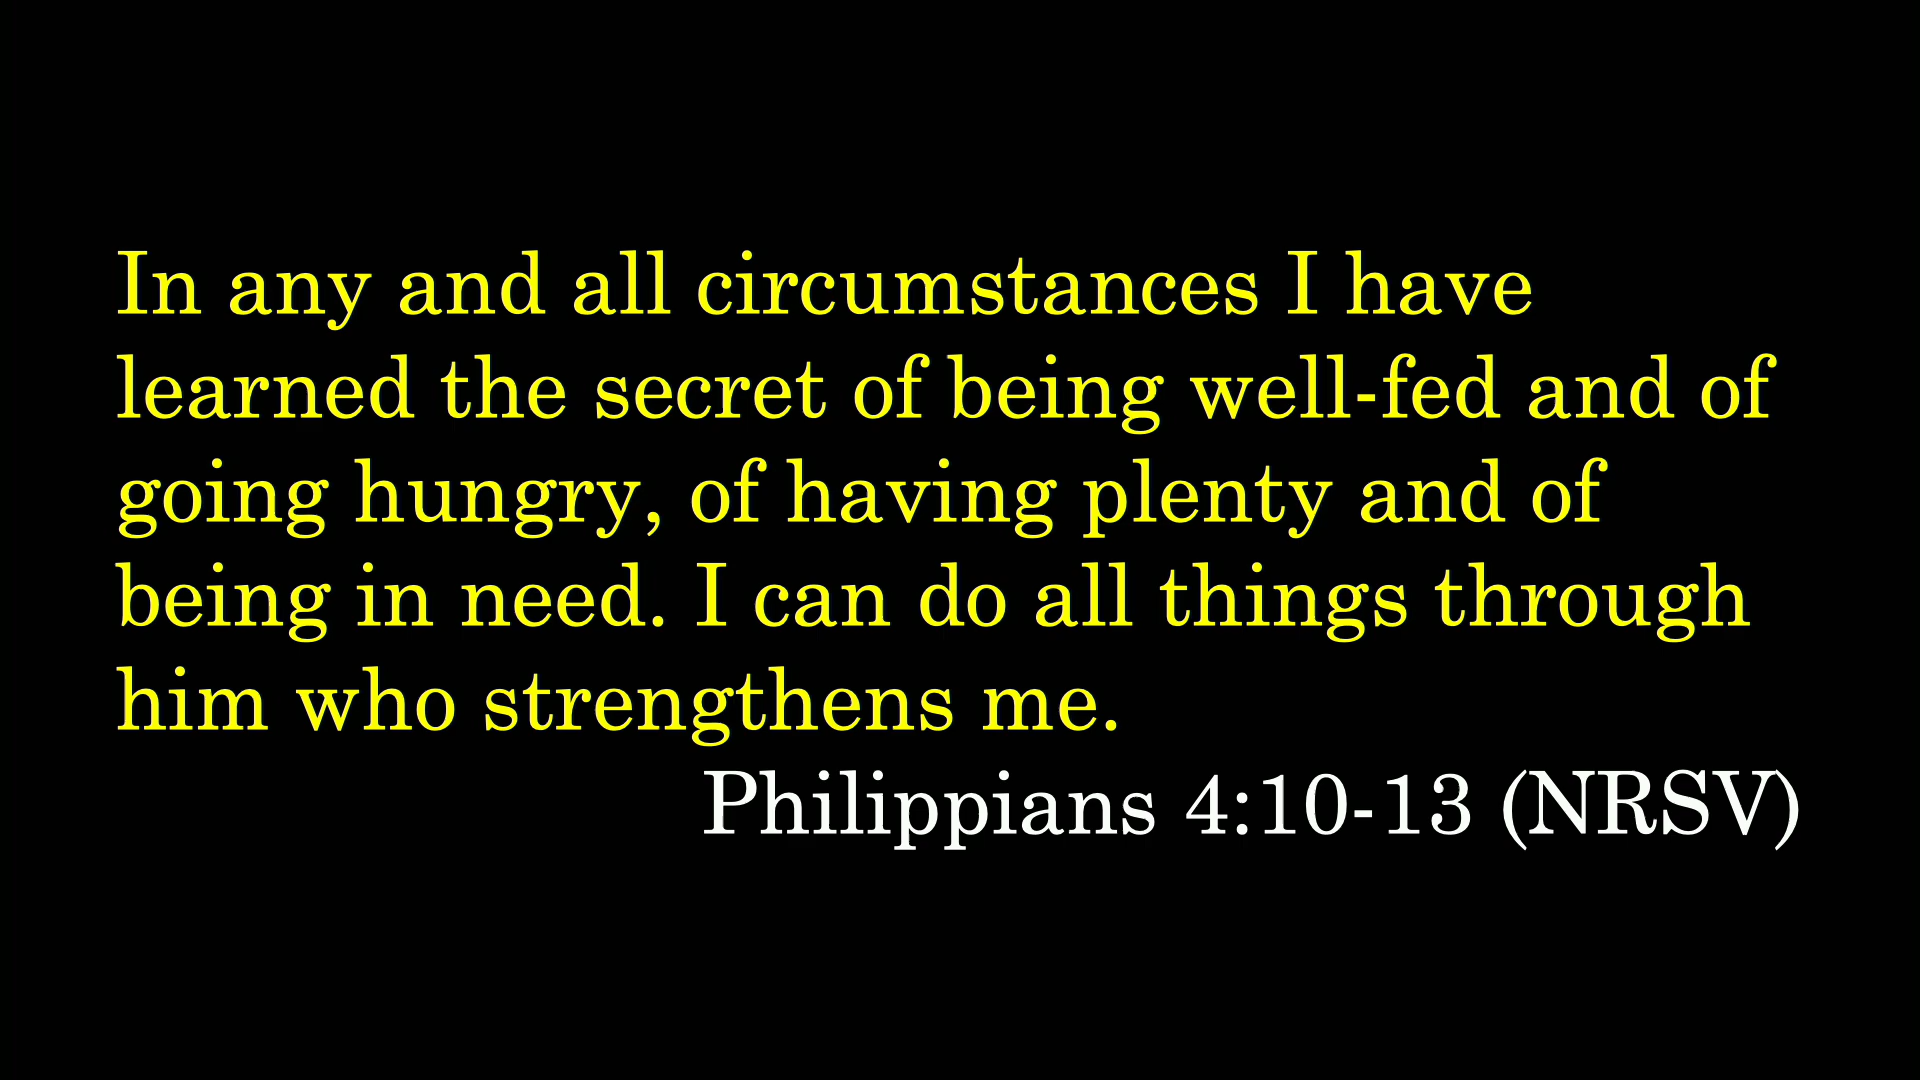 In any and all circumstances I have
learned the secret of being well-fed and of
going hungry, of having plenty and of
being in need. I can do all things through
him who strengthens me.
Philippians 4:10-13 (NRSV)